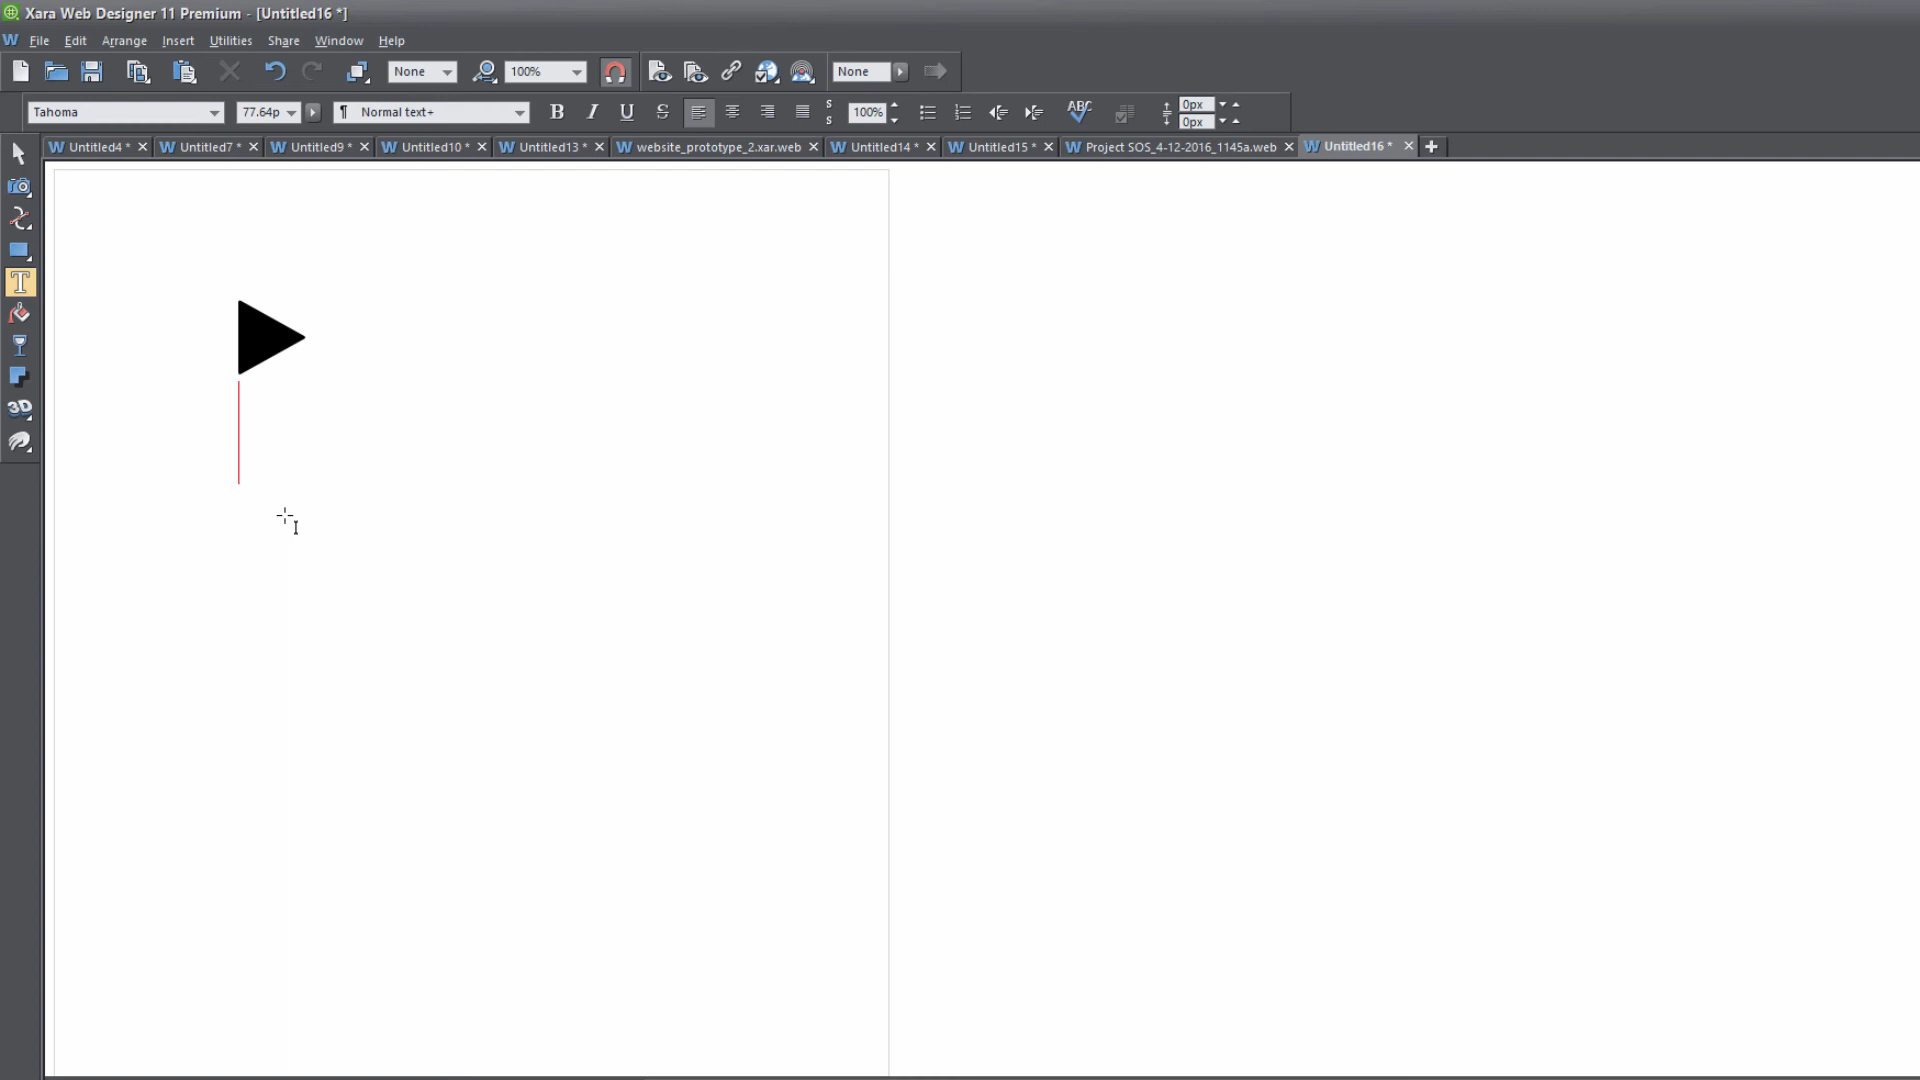 Xara Web Designer 11 Premium - [Untitled16 *]
File Edit Arrange Insert Utilities Share Window Help
None 100% None
Tahoma 77.64p ¶ Normal text+ B I U S 100% ABC 0px
0px
Untitled4 * Untitled7 * Untitled9 * Untitled10 * Untitled13 * website_prototype_2.xar.web Untitled14 * Untitled15 * Project SOS_4-12-2016_1145a.web Untitled16 *
T
3D